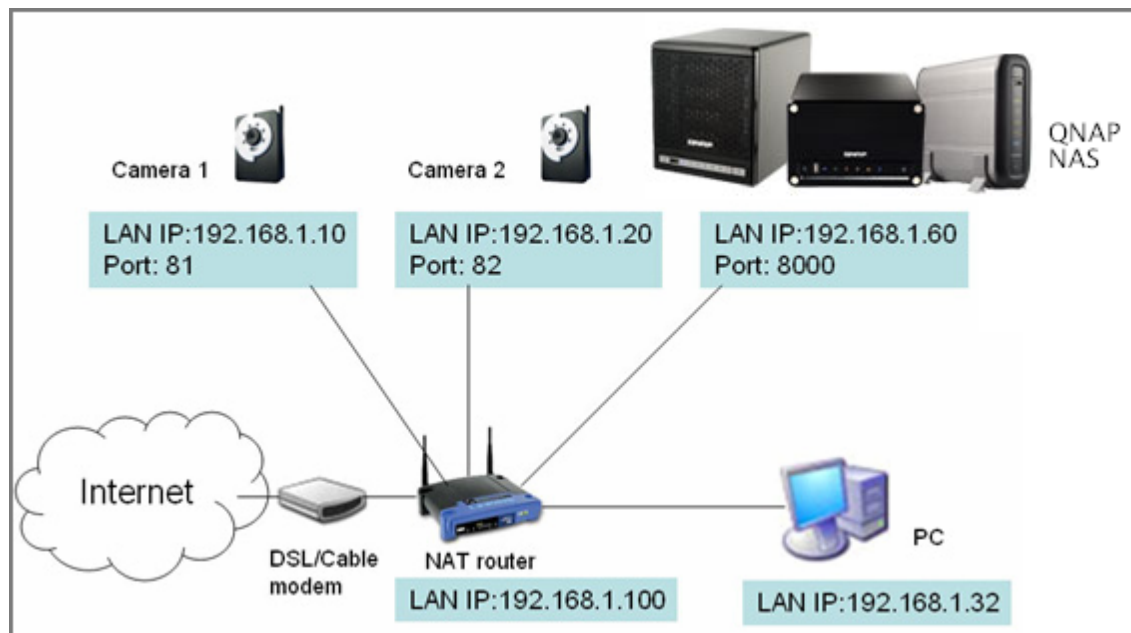 QNAP
NAS
Camera 1
Camera 2
LAN IP:192.168.1.10
Port: 81
LAN IP:192.168.1.20
Port: 82
LAN IP:192.168.1.60
Port: 8000
Internet
DSL/Cable
modem
NAT router
PC
LAN IP:192.168.1.100
LAN IP:192.168.1.32